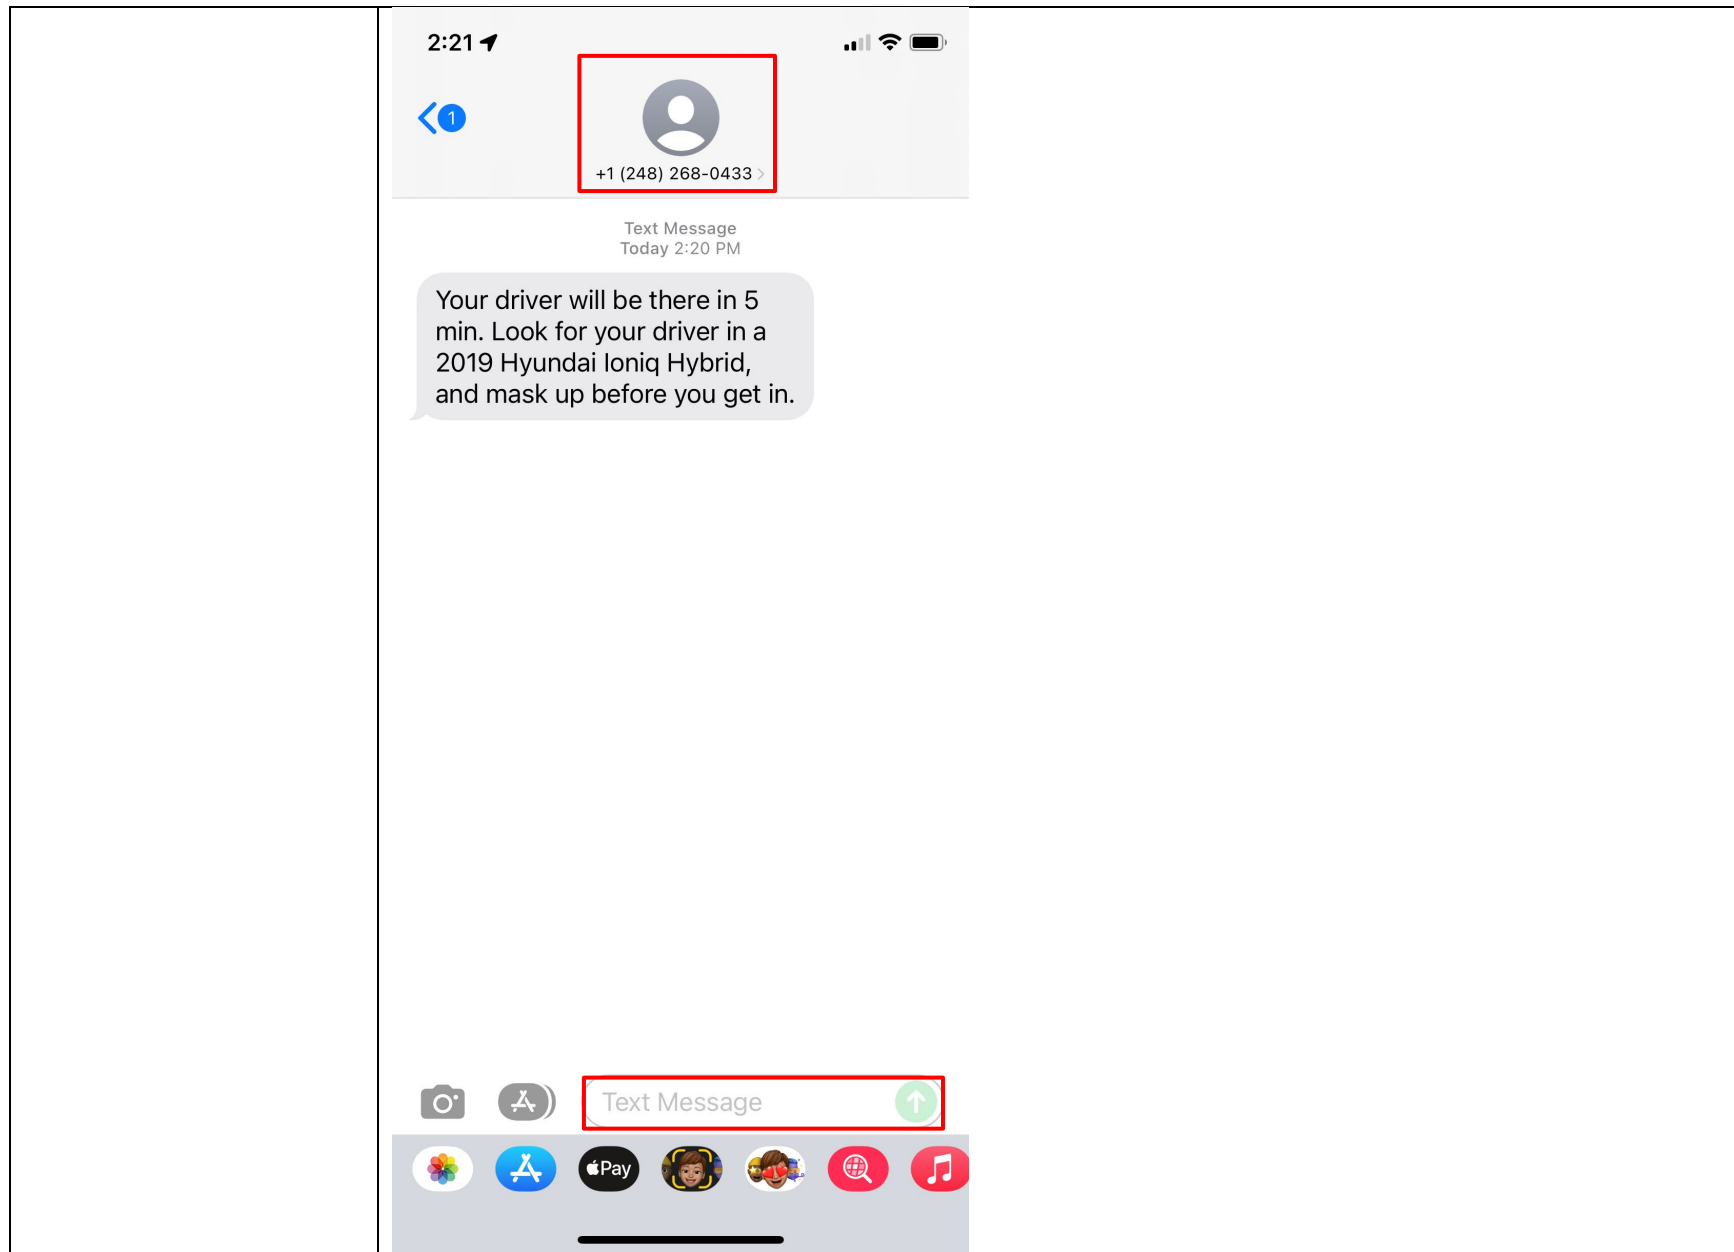 2:21
1
+1 (248) 268-0433
Text Message
Today 2:20 PM
Your driver will be there in 5
min. Look for your driver in a
2019 Hyundai Ioniq Hybrid,
and mask up before you get in.
Text Message
Pay